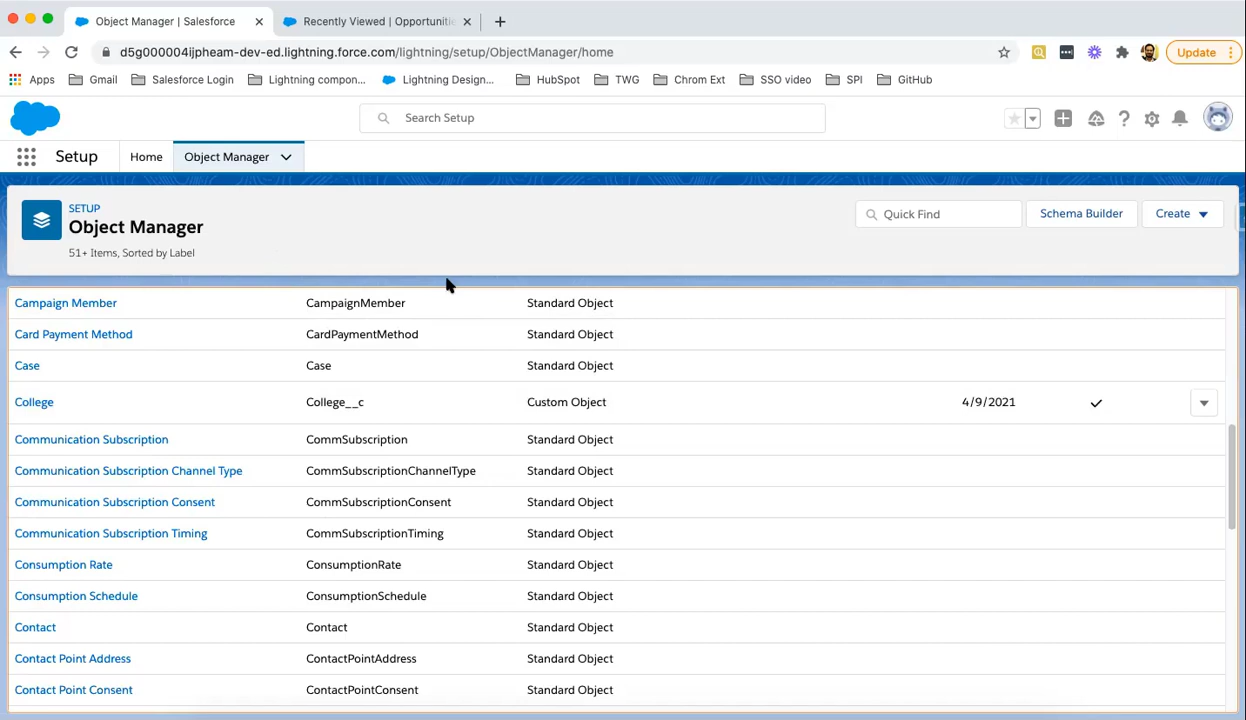 Object Manager | Salesforce
Recently Viewed | Opportunitie
d5g000004ijpheam-dev-ed.lightning.force.com/lightning/setup/ObjectManager/home
Update
Apps Gmail Salesforce Login Lightning compon... Lightning Design... HubSpot TWG Chrom Ext SSO video SPI GitHub
Search Setup
Setup Home Object Manager
SETUP
Object Manager
51+ Items, Sorted by Label
Quick Find
Schema Builder
Create
Campaign Member CampaignMember Standard Object
Card Payment Method CardPaymentMethod Standard Object
Case Case Standard Object
College College__c Custom Object 4/9/2021
Communication Subscription CommSubscription Standard Object
Communication Subscription Channel Type CommSubscriptionChannelType Standard Object
Communication Subscription Consent CommSubscriptionConsent Standard Object
Communication Subscription Timing CommSubscriptionTiming Standard Object
Consumption Rate ConsumptionRate Standard Object
Consumption Schedule ConsumptionSchedule Standard Object
Contact Contact Standard Object
Contact Point Address ContactPointAddress Standard Object
Contact Point Consent ContactPointConsent Standard Object